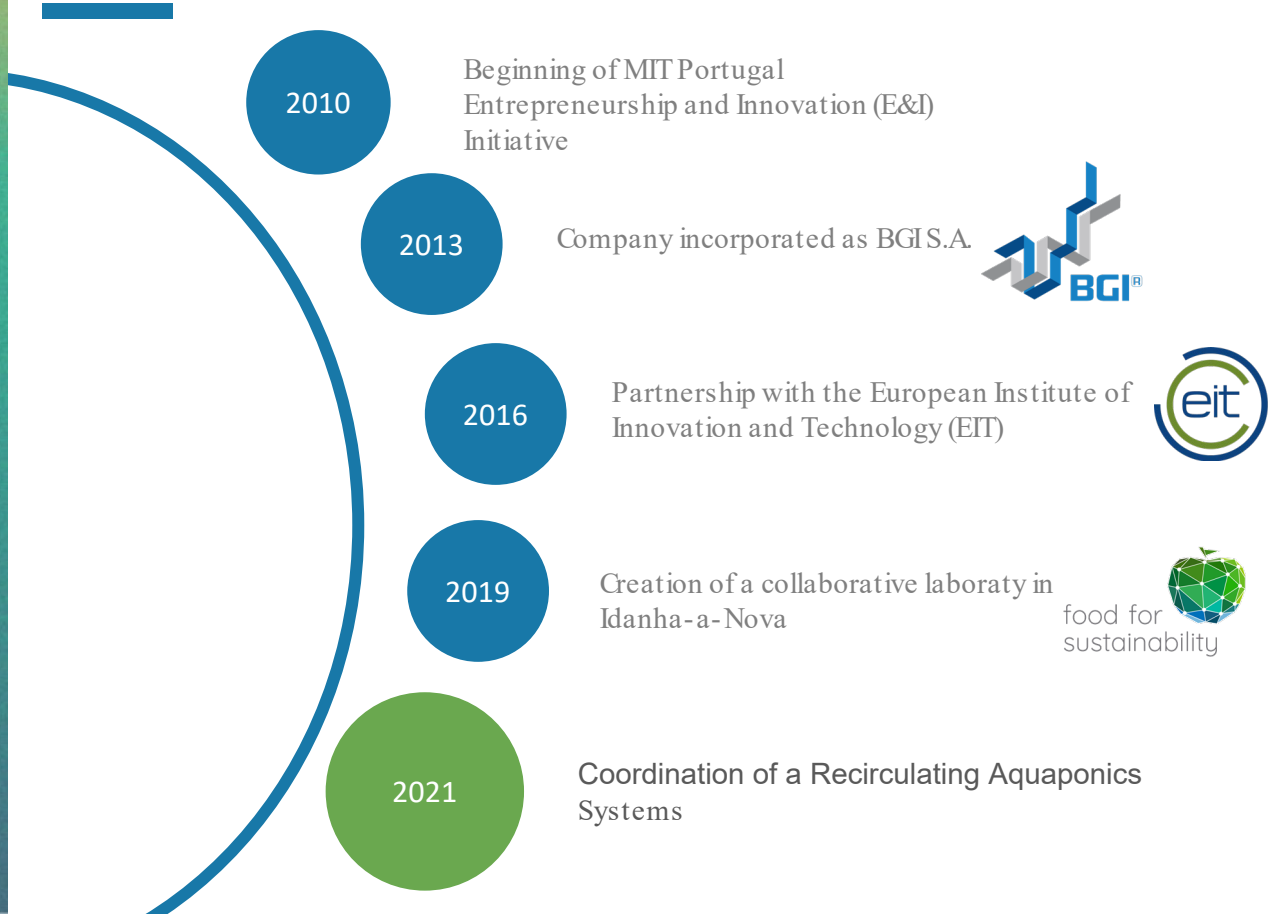 2010
Beginning of MIT Portugal
Entrepreneurship and Innovation (E&I)
Initiative
2013
Company incorporated as BGI S.A.
BGI®
2016
Partnership with the European Institute of
Innovation and Technology (EIT)
eit
2019
Creation of a collaborative laboraty in
Idanha-a-Nova
food for
sustainability
2021
Coordination of a Recirculating Aquaponics
Systems